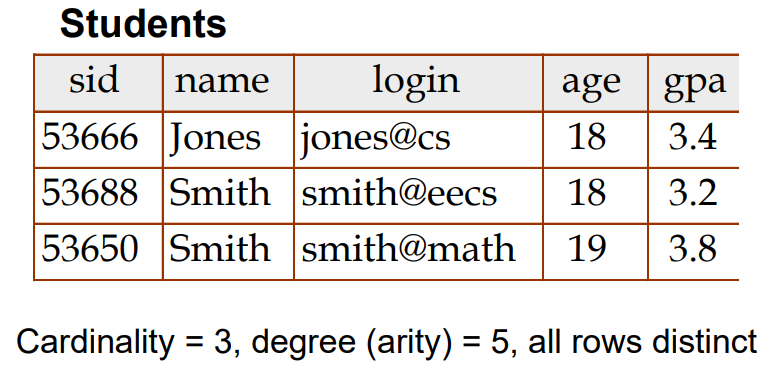 Students
sid name login age gpa
53666 Jones jones@cs 18 3.4
53688 Smith smith@eecs 18 3.2
53650 Smith smith@math 19 3.8
Cardinality = 3, degree (arity) = 5, all rows distinct